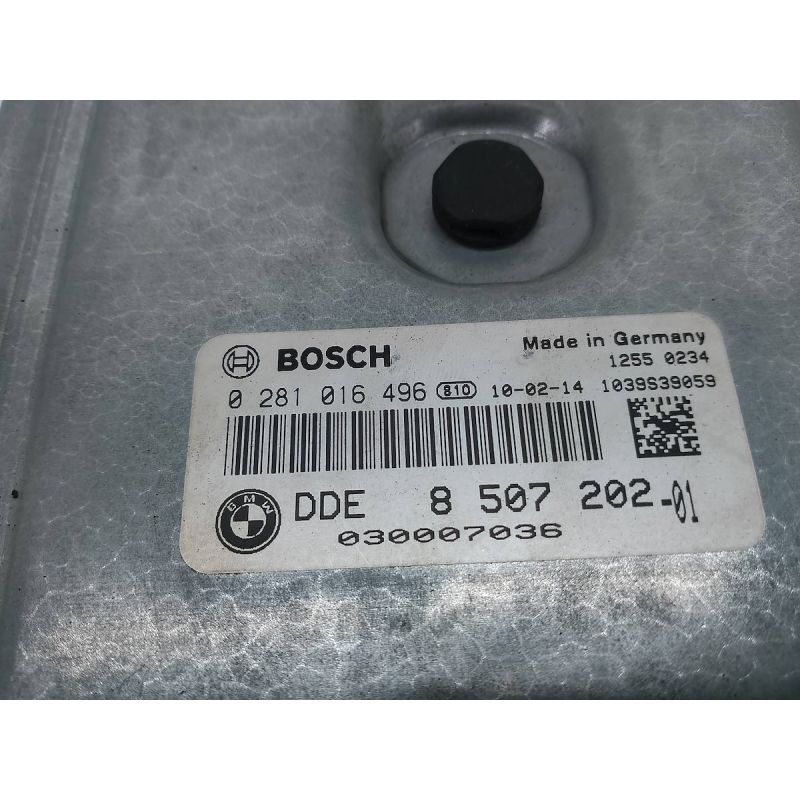 BOSCH Made in Germany
1255 0234
0 281 016 496 810 10-02-14 1039S39059
BMW DDE 8 507 202-01
030007036